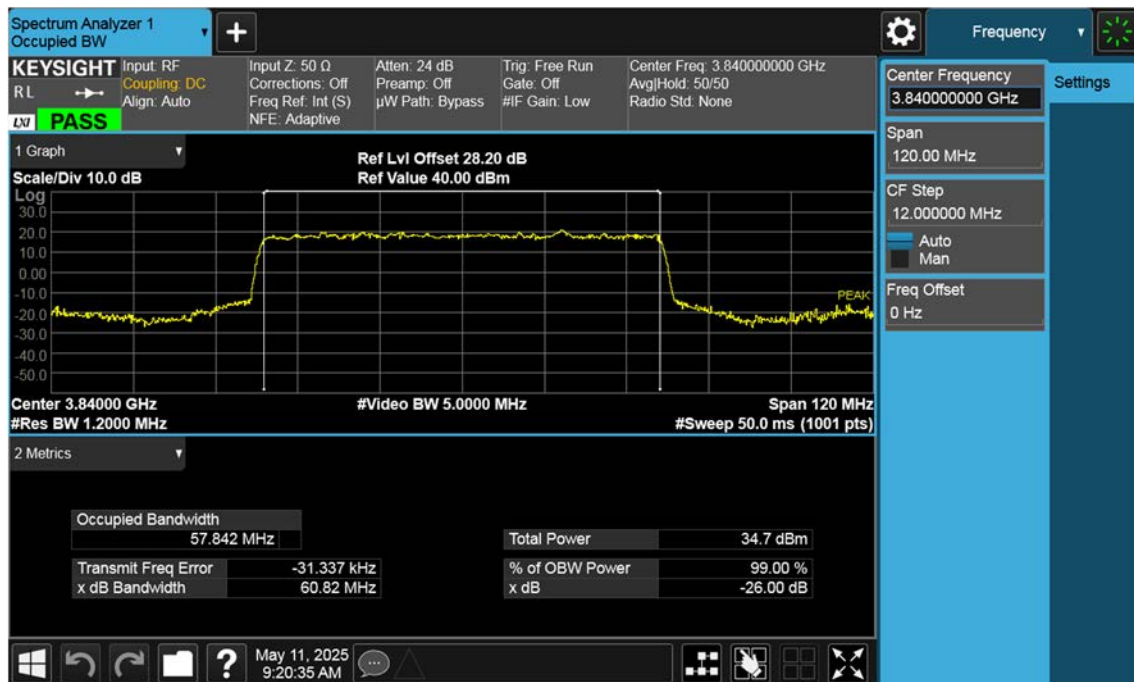 Spectrum Analyzer 1
Occupied BW
+
Frequency
KEYSIGHT
RL
LXI PASS
Input: RF
Coupling: DC
Align: Auto
Input Z: 50 Ω
Corrections: Off
Freq Ref: Int (S)
NFE: Adaptive
Atten: 24 dB
Preamp: Off
µW Path: Bypass
Trig: Free Run
Gate: Off
#IF Gain: Low
Center Freq: 3.840000000 GHz
Avg|Hold: 50/50
Radio Std: None
Center Frequency
3.840000000 GHz
Settings
Span
120.00 MHz
CF Step
12.000000 MHz
Auto
Man
Freq Offset
0 Hz
1 Graph
Scale/Div 10.0 dB
Ref Lvl Offset 28.20 dB
Ref Value 40.00 dBm
Log
30.0
20.0
10.0
0.00
-10.0
-20.0
-30.0
-40.0
-50.0
PEAK
Center 3.84000 GHz
#Video BW 5.0000 MHz
Span 120 MHz
#Res BW 1.2000 MHz
#Sweep 50.0 ms (1001 pts)
2 Metrics
Occupied Bandwidth
57.842 MHz
Total Power 34.7 dBm
Transmit Freq Error -31.337 kHz
% of OBW Power 99.00 %
x dB Bandwidth 60.82 MHz
x dB -26.00 dB
?
May 11, 2025
9:20:35 AM